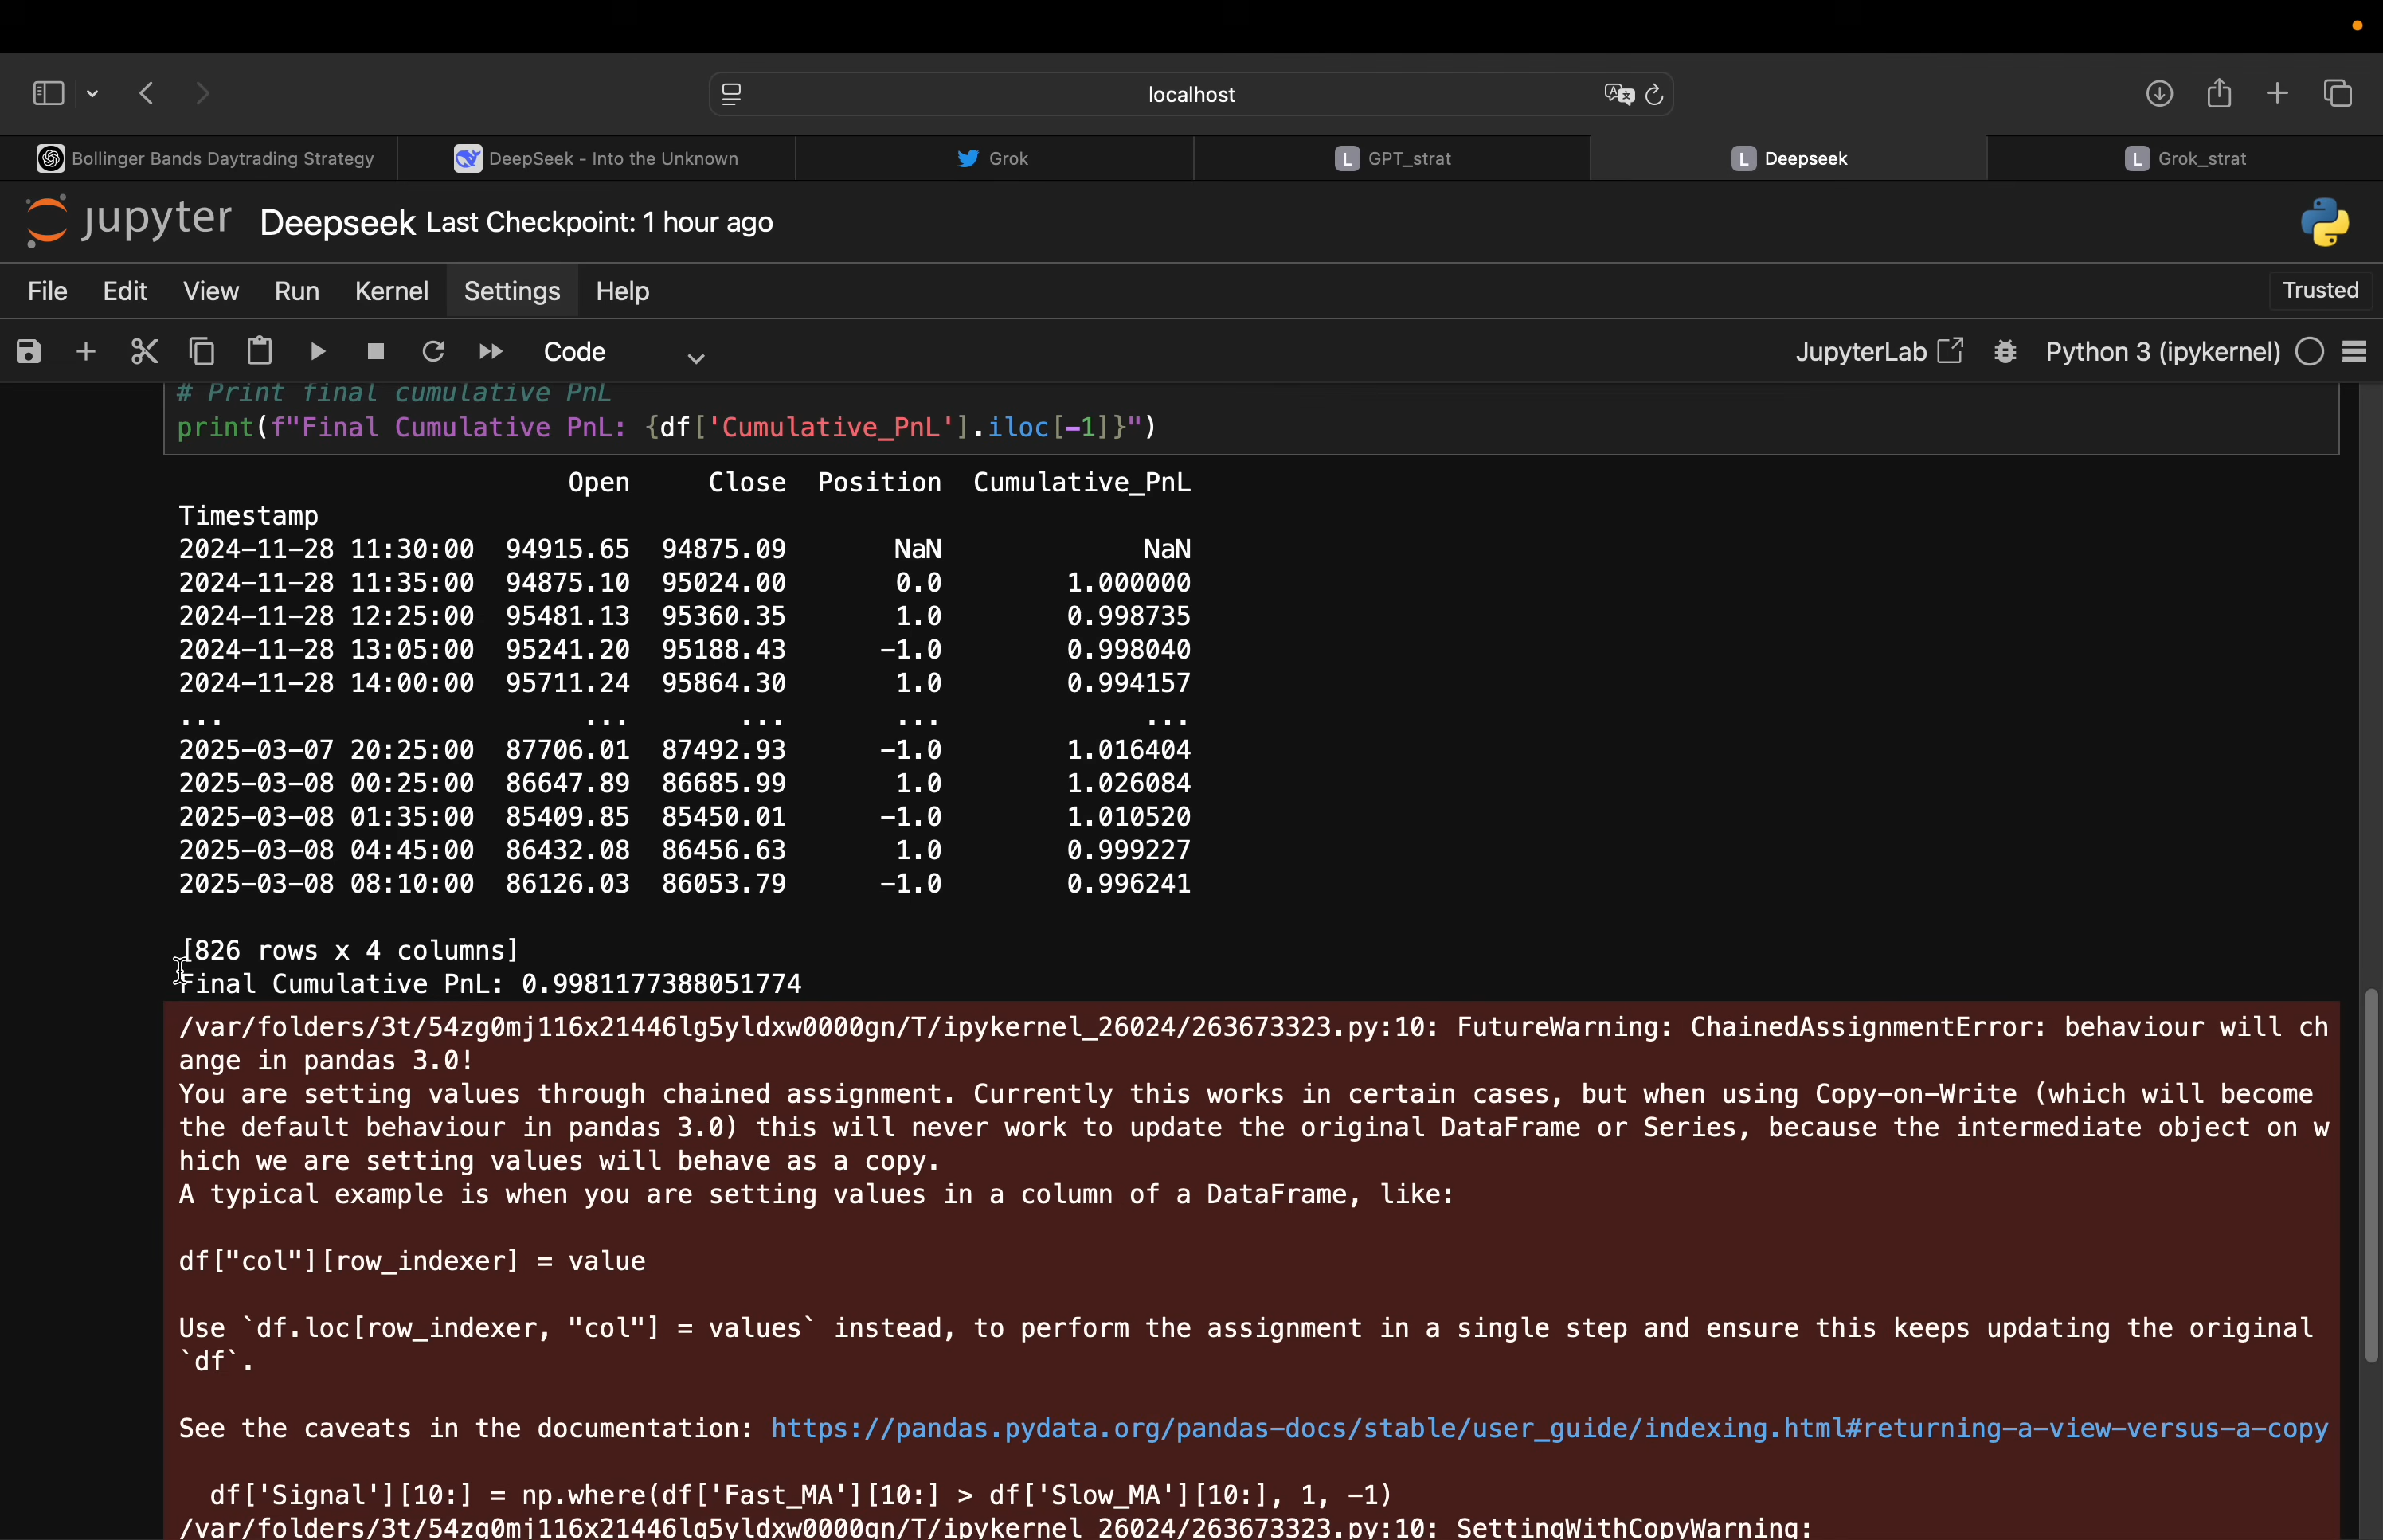 localhost
Bollinger Bands Daytrading Strategy
DeepSeek - Into the Unknown
Grok
L GPT_strat
L Deepseek
L Grok_strat
jupyter Deepseek Last Checkpoint: 1 hour ago
File Edit View Run Kernel Settings Help
Trusted
Code
JupyterLab
Python 3 (ipykernel)
# Print final cumulative PnL
print(f"Final Cumulative PnL: {df['Cumulative_PnL'].iloc[-1]}")
Open Close Position Cumulative_PnL
Timestamp
2024-11-28 11:30:00 94915.65 94875.09 NaN NaN
2024-11-28 11:35:00 94875.10 95024.00 0.0 1.000000
2024-11-28 12:25:00 95481.13 95360.35 1.0 0.998735
2024-11-28 13:05:00 95241.20 95188.43 -1.0 0.998040
2024-11-28 14:00:00 95711.24 95864.30 1.0 0.994157
... ... ... ... ...
2025-03-07 20:25:00 87706.01 87492.93 -1.0 1.016404
2025-03-08 00:25:00 86647.89 86685.99 1.0 1.026084
2025-03-08 01:35:00 85409.85 85450.01 -1.0 1.010520
2025-03-08 04:45:00 86432.08 86456.63 1.0 0.999227
2025-03-08 08:10:00 86126.03 86053.79 -1.0 0.996241
[826 rows x 4 columns]
Final Cumulative PnL: 0.9981177388051774
/var/folders/3t/54zg0mj116x21446lg5yldxw0000gn/T/ipykernel_26024/263673323.py:10: FutureWarning: ChainedAssignmentError: behaviour will ch
ange in pandas 3.0!
You are setting values through chained assignment. Currently this works in certain cases, but when using Copy-on-Write (which will become
the default behaviour in pandas 3.0) this will never work to update the original DataFrame or Series, because the intermediate object on w
hich we are setting values will behave as a copy.
A typical example is when you are setting values in a column of a DataFrame, like:
df["col"][row_indexer] = value
Use `df.loc[row_indexer, "col"] = values` instead, to perform the assignment in a single step and ensure this keeps updating the original
`df`.
See the caveats in the documentation: https://pandas.pydata.org/pandas-docs/stable/user_guide/indexing.html#returning-a-view-versus-a-copy
df['Signal'][10:] = np.where(df['Fast_MA'][10:] > df['Slow_MA'][10:], 1, -1)
/var/folders/3t/54zg0mj116x21446lg5yldxw0000gn/T/ipykernel_26024/263673323.py:10: SettingWithCopyWarning: